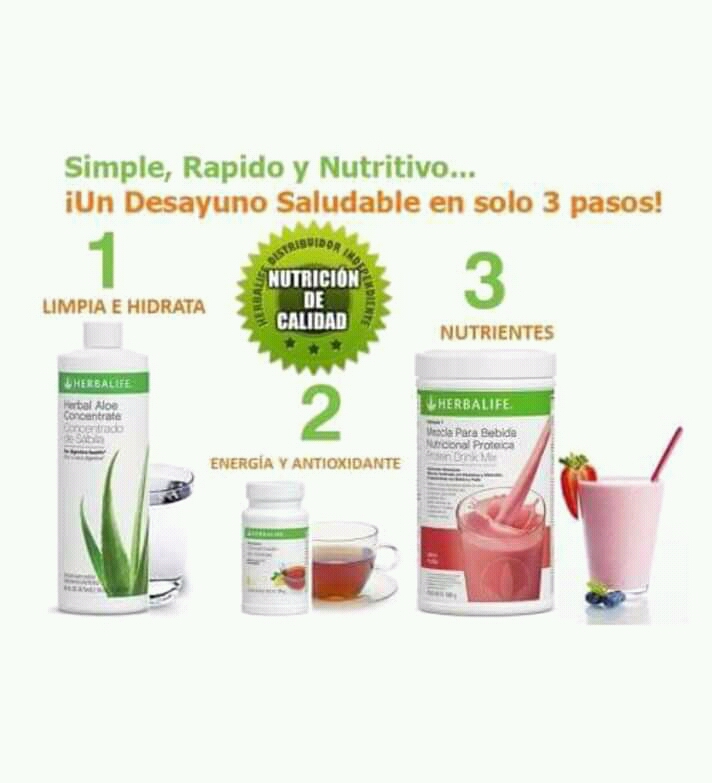 Simple, Rapido y Nutritivo...
¡Un Desayuno Saludable en solo 3 pasos!
1
LIMPIA E HIDRATA
HERBALIFE DISTRIBUIDOR INDEPENDIENTE
NUTRICIÓN
DE
CALIDAD
2
ENERGÍA Y ANTIOXIDANTE
3
NUTRIENTES
HERBALIFE.
Herbal Aloe
Concentrate
Concentrado
de Sábila
HERBALIFE
HERBALIFE.
Mezcla Para Bebida
Nutricional Proteica
Protein Drink Mix